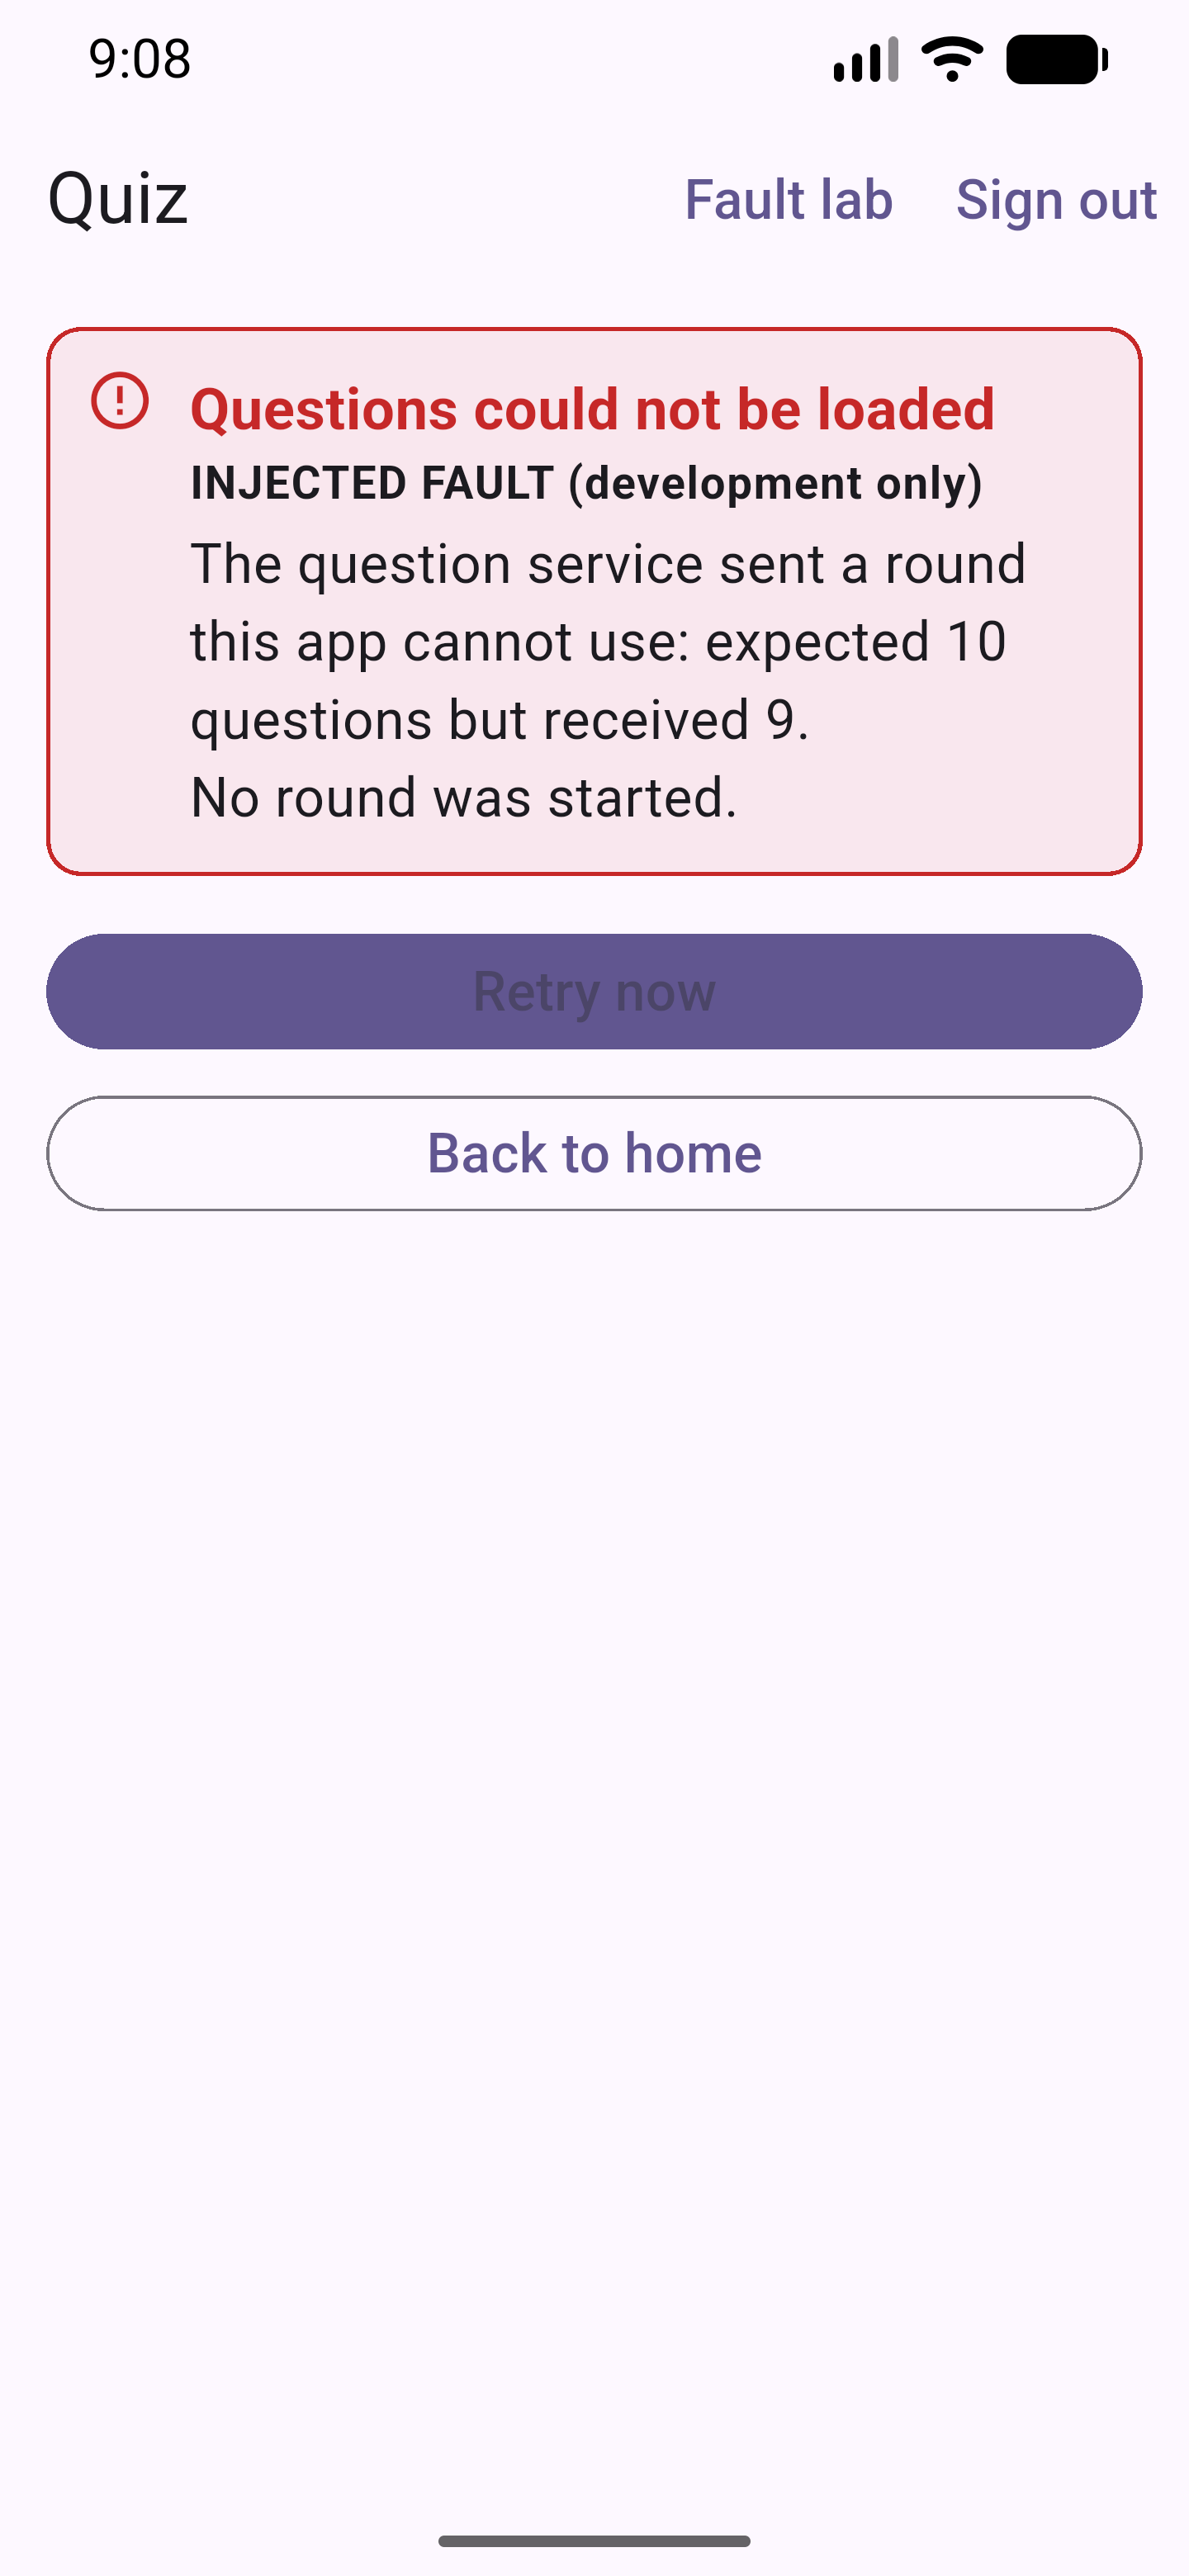 9:08
Quiz
Fault lab
Sign out
Questions could not be loaded
INJECTED FAULT (development only)
The question service sent a round
this app cannot use: expected 10
questions but received 9.
No round was started.
Retry now
Back to home